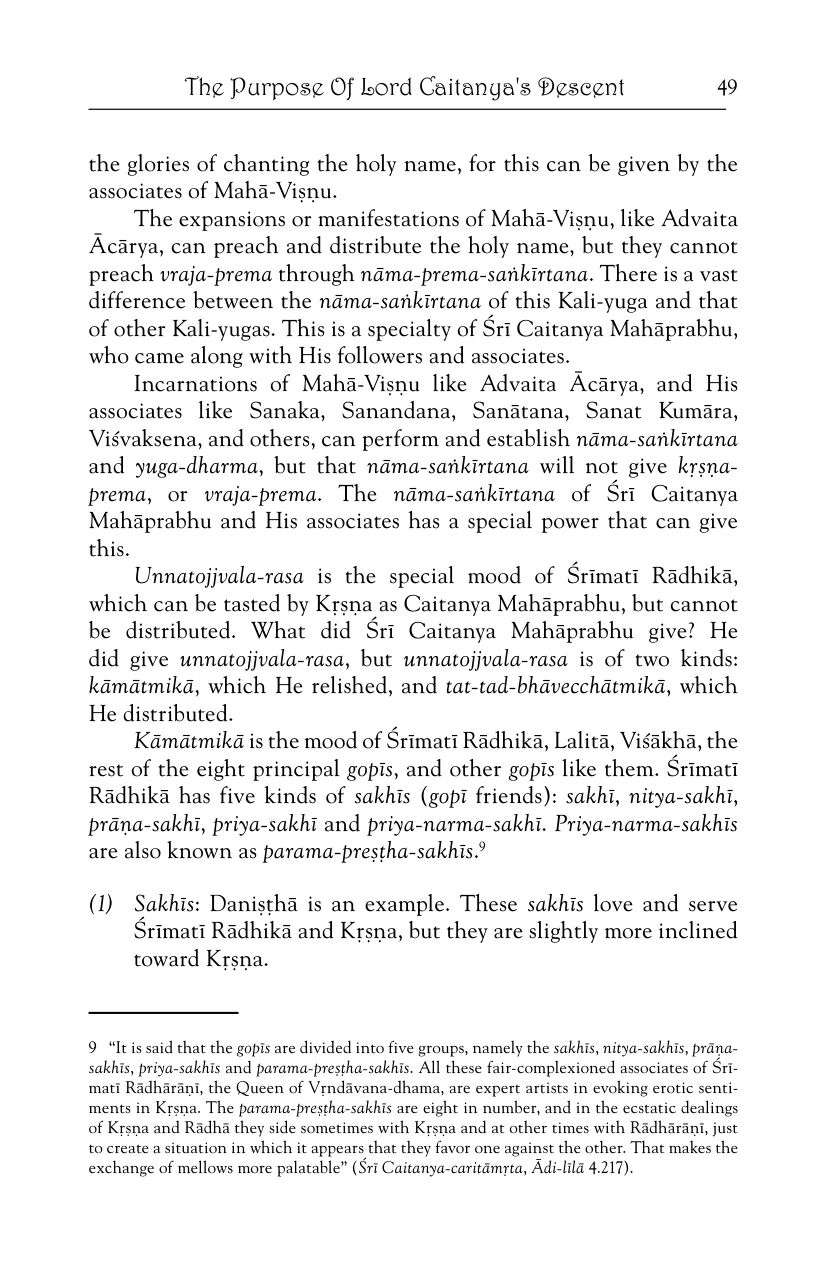 The Purpose Of Lord Caitanya's Descent 49
the glories of chanting the holy name, for this can be given by the
associates of Mahā-Viṣṇu.
The expansions or manifestations of Mahā-Viṣṇu, like Advaita
Ācārya, can preach and distribute the holy name, but they cannot
preach vraja-prema through nāma-prema-saṅkīrtana. There is a vast
difference between the nāma-saṅkīrtana of this Kali-yuga and that
of other Kali-yugas. This is a specialty of Śrī Caitanya Mahāprabhu,
who came along with His followers and associates.
Incarnations of Mahā-Viṣṇu like Advaita Ācārya, and His
associates like Sanaka, Sanandana, Sanātana, Sanat Kumāra,
Viśvaksena, and others, can perform and establish nāma-saṅkīrtana
and yuga-dharma, but that nāma-saṅkīrtana will not give kṛṣṇa-
prema, or vraja-prema. The nāma-saṅkīrtana of Śrī Caitanya
Mahāprabhu and His associates has a special power that can give
this.
Unnatojjvala-rasa is the special mood of Śrīmatī Rādhikā,
which can be tasted by Kṛṣṇa as Caitanya Mahāprabhu, but cannot
be distributed. What did Śrī Caitanya Mahāprabhu give? He
did give unnatojjvala-rasa, but unnatojjvala-rasa is of two kinds:
kāmātmikā, which He relished, and tat-tad-bhāvecchātmikā, which
He distributed.
Kāmātmikā is the mood of Śrīmatī Rādhikā, Lalitā, Viśākhā, the
rest of the eight principal gopīs, and other gopīs like them. Śrīmatī
Rādhikā has five kinds of sakhīs (gopī friends): sakhī, nitya-sakhī,
prāṇa-sakhī, priya-sakhī and priya-narma-sakhī. Priya-narma-sakhīs
are also known as parama-preṣṭha-sakhīs.9
(1) Sakhīs: Daniṣṭhā is an example. These sakhīs love and serve
Śrīmatī Rādhikā and Kṛṣṇa, but they are slightly more inclined
toward Kṛṣṇa.
9 “It is said that the gopīs are divided into five groups, namely the sakhīs, nitya-sakhīs, prāṇa-
sakhīs, priya-sakhīs and parama-preṣṭha-sakhīs. All these fair-complexioned associates of Śrī-
matī Rādhārāṇī, the Queen of Vṛndāvana-dhama, are expert artists in evoking erotic senti-
ments in Kṛṣṇa. The parama-preṣṭha-sakhīs are eight in number, and in the ecstatic dealings
of Kṛṣṇa and Rādhā they side sometimes with Kṛṣṇa and at other times with Rādhārāṇī, just
to create a situation in which it appears that they favor one against the other. That makes the
exchange of mellows more palatable” (Śrī Caitanya-caritāmṛta, Ādi-līlā 4.217).